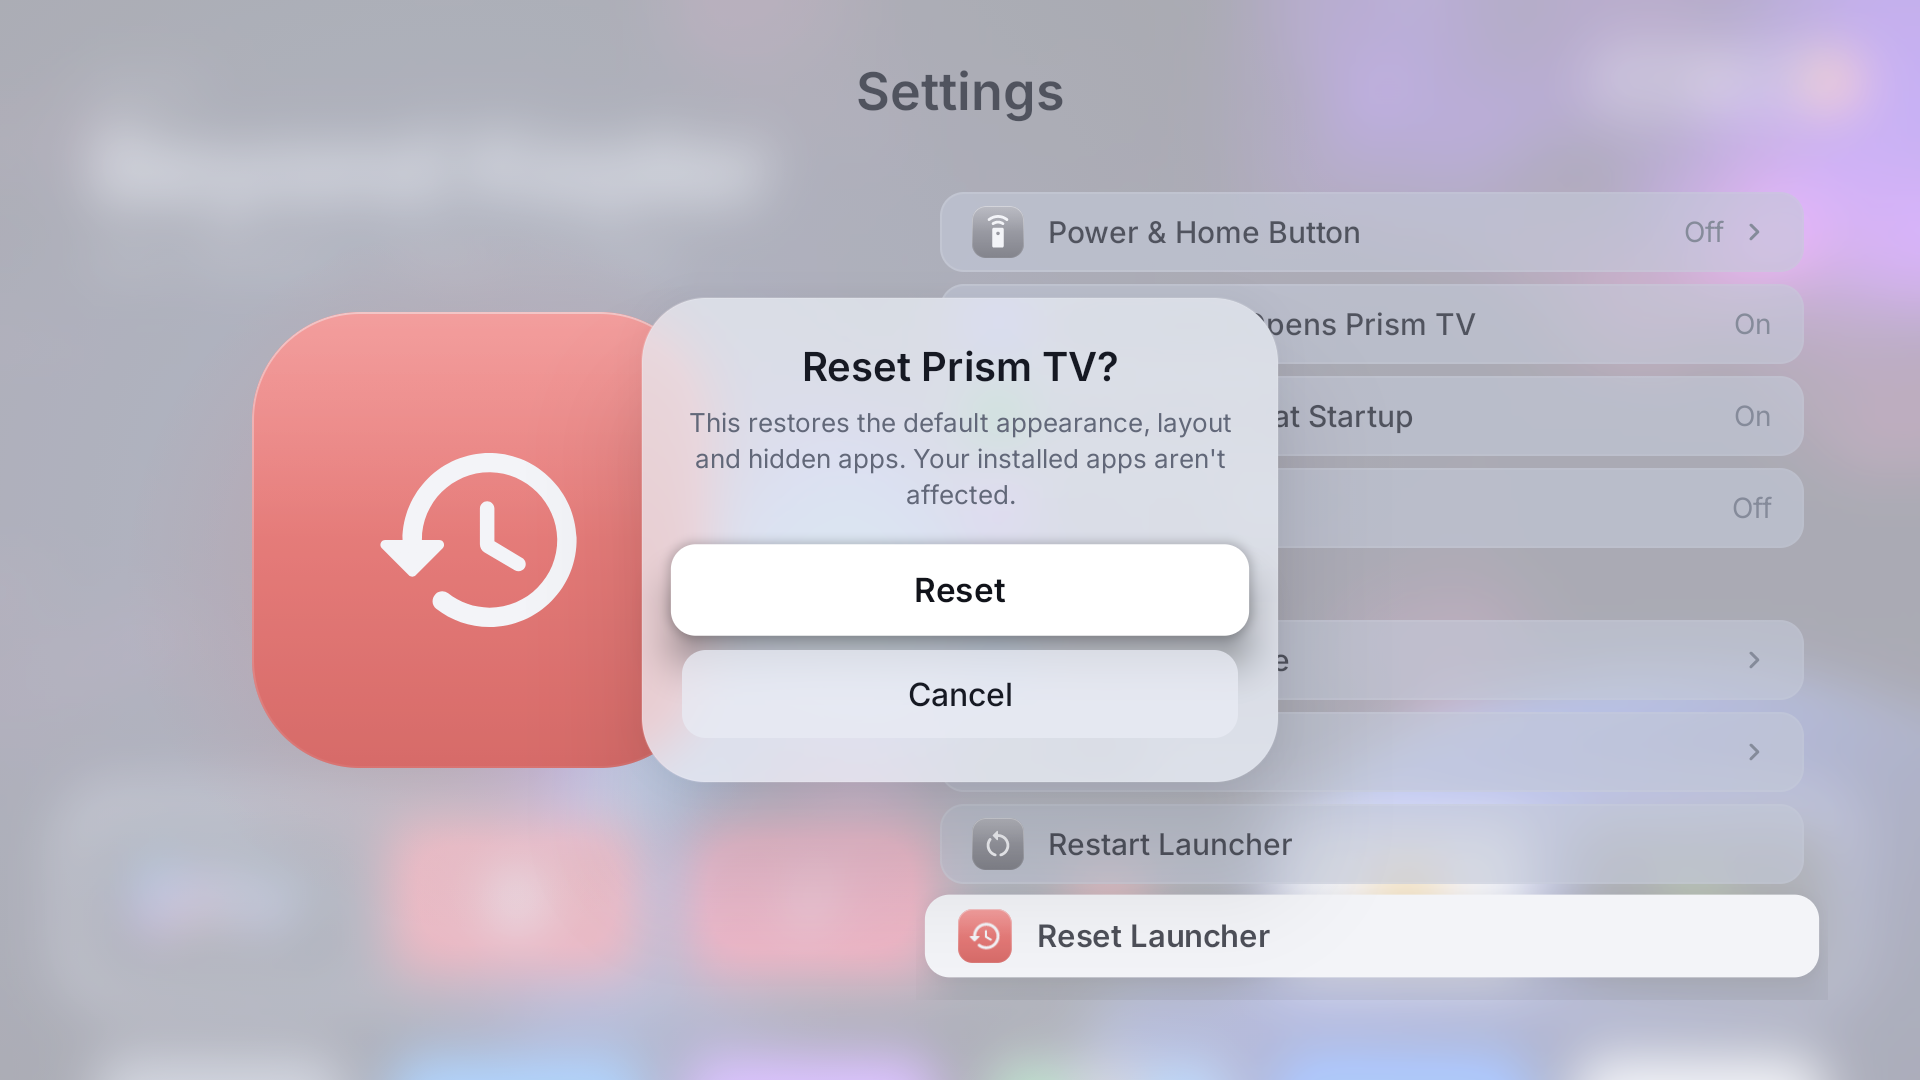 Settings
Power & Home Button
Off
pens Prism TV
On
at Startup
On
Off
Reset Prism TV?
This restores the default appearance, layout
and hidden apps. Your installed apps aren't
affected.
Reset
Cancel
e
Restart Launcher
Reset Launcher